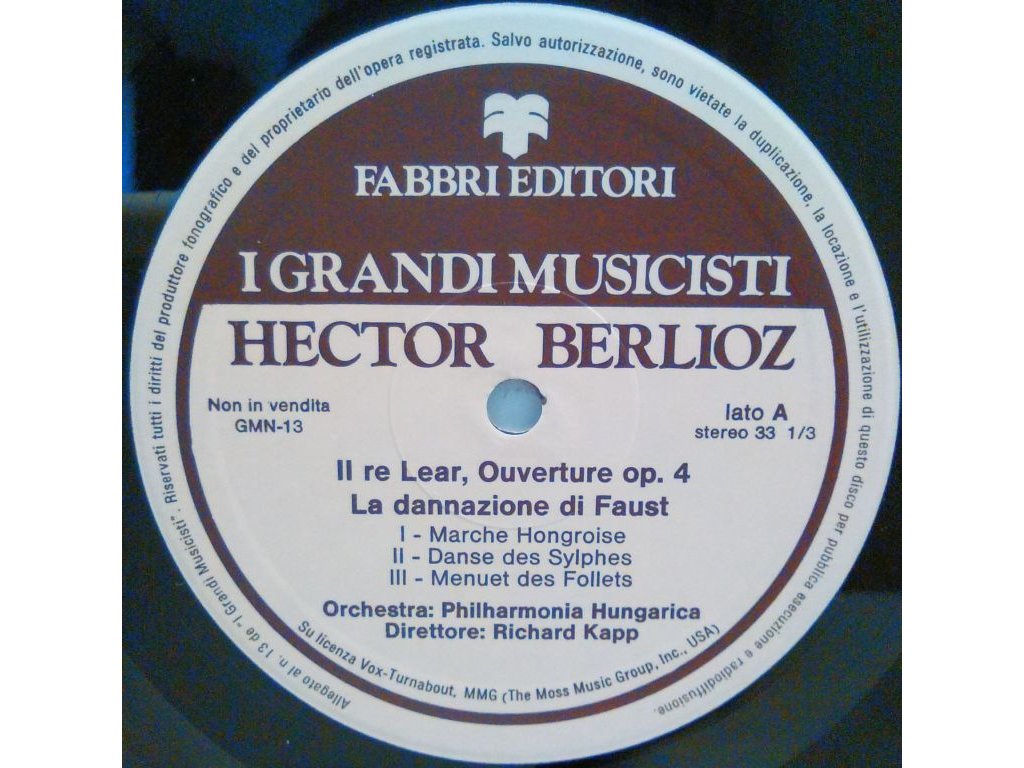 Allegato al n. 13 de "I Grandi Musicisti". Riservati tutti i diritti del produttore fonografico e del proprietario dell'opera registrata. Salvo autorizzazione, sono vietate la duplicazione, la locazione e l'utilizzazione di questo disco per pubblica esecuzione e radiodiffusione.
FABBRI EDITORI
I GRANDI MUSICISTI
HECTOR BERLIOZ
Non in vendita
GMN-13
lato A
stereo 33 1/3
Il re Lear, Ouverture op. 4
La dannazione di Faust
I - Marche Hongroise
II - Danse des Sylphes
III - Menuet des Follets
Orchestra: Philharmonia Hungarica
Direttore: Richard Kapp
Su licenza Vox-Turnabout, MMG (The Moss Music Group, Inc., USA)